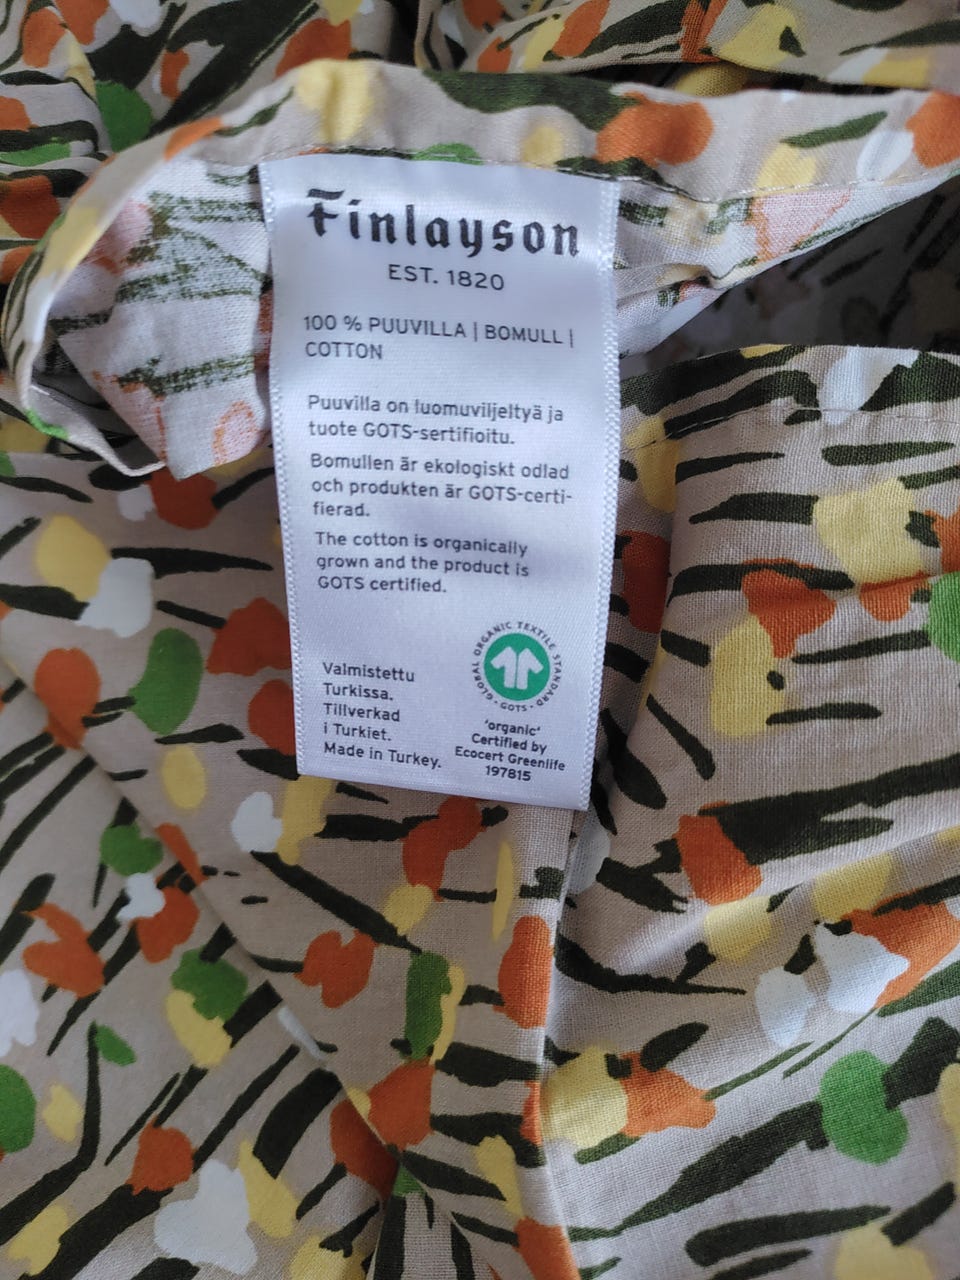 Finlayson
EST. 1820
100 % PUUVILLA | BOMULL |
COTTON
Puuvilla on luomuviljeltyä ja
tuote GOTS-sertifioitu.
Bomullen är ekologiskt odlad
och produkten är GOTS-certi-
fierad.
The cotton is organically
grown and the product is
GOTS certified.
Valmistettu
Turkissa.
Tillverkad
i Turkiet.
Made in Turkey.
GLOBAL ORGANIC TEXTILE STANDARD
· GOTS ·
'organic'
Certified by
Ecocert Greenlife
197815